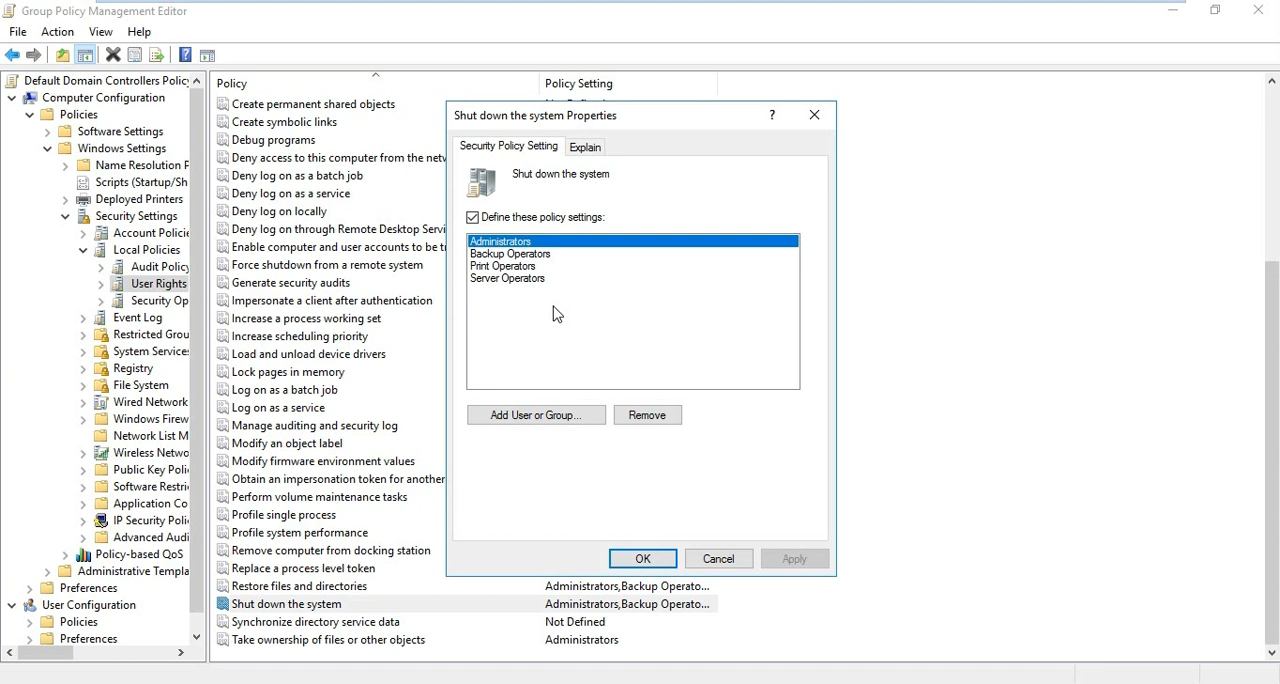 Group Policy Management Editor
File Action View Help
Default Domain Controllers Policy
Computer Configuration
Policies
Software Settings
Windows Settings
Name Resolution P
Scripts (Startup/Sh
Deployed Printers
Security Settings
Account Policie
Local Policies
Audit Policy
User Rights
Security Op
Event Log
Restricted Grou
System Services
Registry
File System
Wired Network
Windows Firew
Network List M
Wireless Netwo
Public Key Poli
Software Restri
Application Co
IP Security Poli
Advanced Audi
Policy-based QoS
Administrative Templa
Preferences
User Configuration
Policies
Preferences
Policy Policy Setting
Create permanent shared objects
Create symbolic links
Debug programs
Deny access to this computer from the netw
Deny log on as a batch job
Deny log on as a service
Deny log on locally
Deny log on through Remote Desktop Servi
Enable computer and user accounts to be tr
Force shutdown from a remote system
Generate security audits
Impersonate a client after authentication
Increase a process working set
Increase scheduling priority
Load and unload device drivers
Lock pages in memory
Log on as a batch job
Log on as a service
Manage auditing and security log
Modify an object label
Modify firmware environment values
Obtain an impersonation token for another
Perform volume maintenance tasks
Profile single process
Profile system performance
Remove computer from docking station
Replace a process level token
Restore files and directories Administrators,Backup Operato...
Shut down the system Administrators,Backup Operato...
Synchronize directory service data Not Defined
Take ownership of files or other objects Administrators
Shut down the system Properties ?
Security Policy Setting Explain
Shut down the system
Define these policy settings:
Administrators
Backup Operators
Print Operators
Server Operators
Add User or Group... Remove
OK Cancel Apply